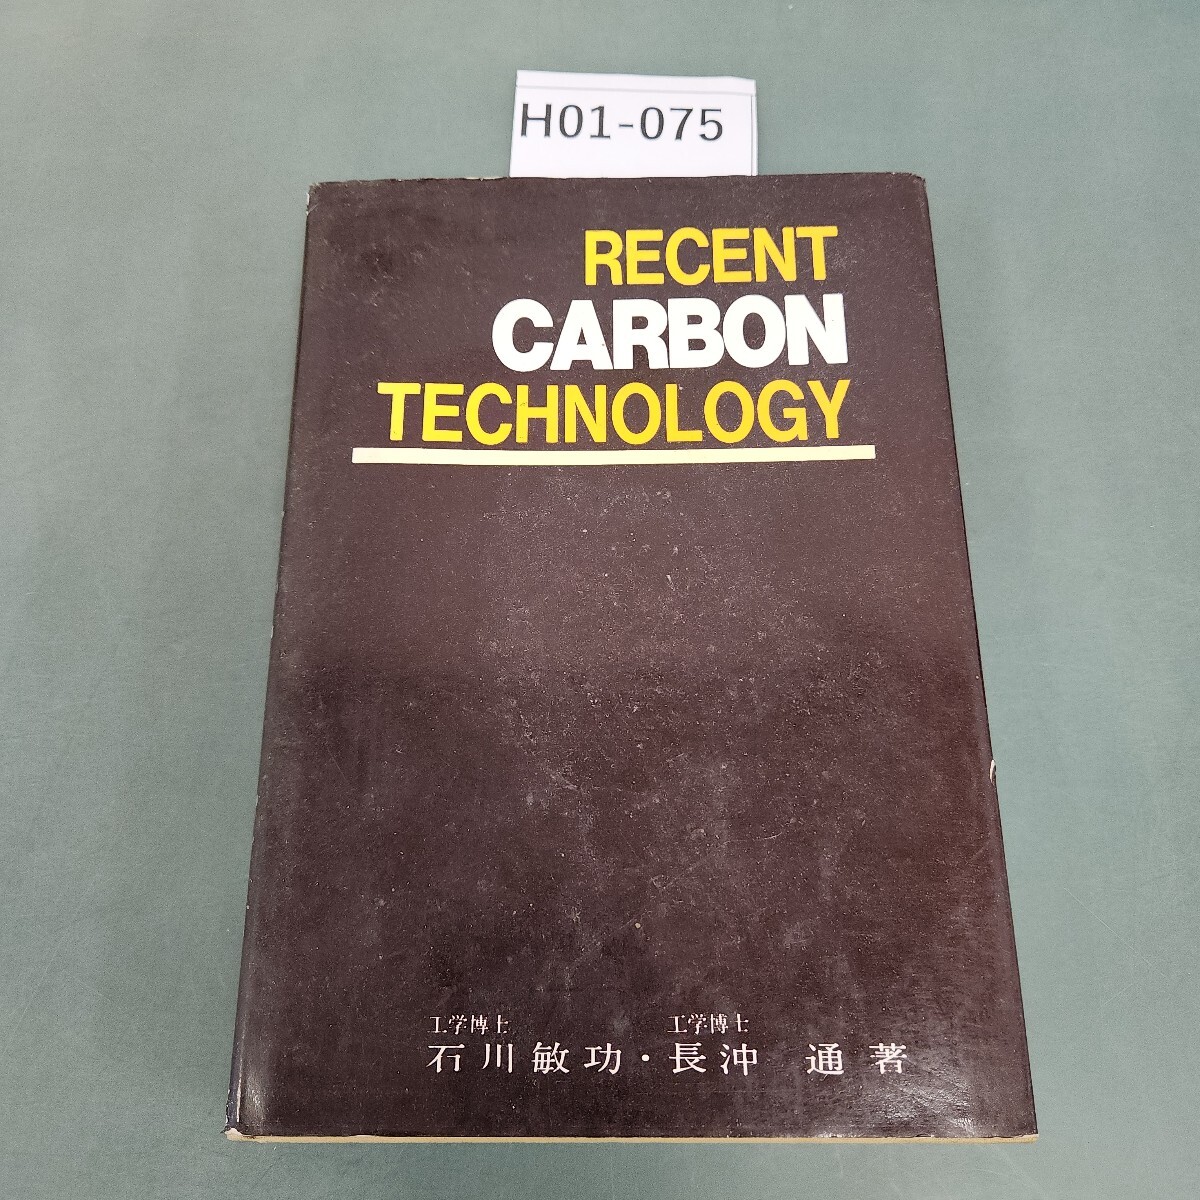 H01-075
RECENT
CARBON
TECHNOLOGY
工学博士 工学博士
石川敏功・長沖 通 著